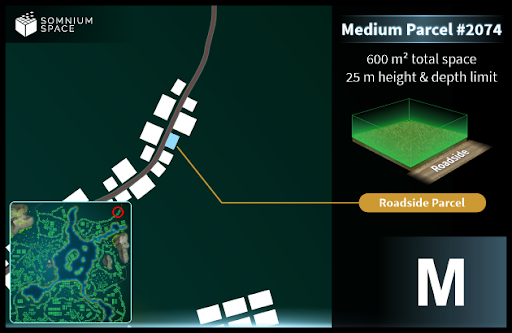 SOMNIUM
SPACE
Medium Parcel #2074
600 m² total space
25 m height & depth limit
Roadside
Roadside Parcel
M